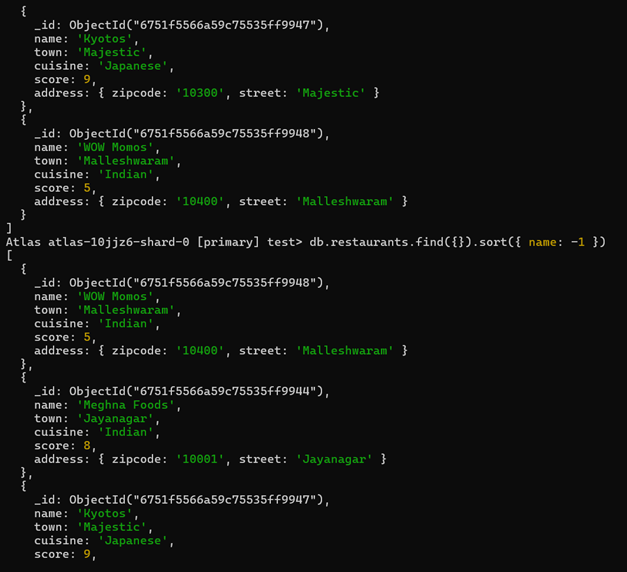 {
_id: ObjectId("6751f5566a59c75535ff9947"),
name: 'Kyotos',
town: 'Majestic',
cuisine: 'Japanese',
score: 9,
address: { zipcode: '10300', street: 'Majestic' }
},
{
_id: ObjectId("6751f5566a59c75535ff9948"),
name: 'WOW Momos',
town: 'Malleshwaram',
cuisine: 'Indian',
score: 5,
address: { zipcode: '10400', street: 'Malleshwaram' }
}
]
Atlas atlas-10jjz6-shard-0 [primary] test> db.restaurants.find({}).sort({ name: -1 })
[
{
_id: ObjectId("6751f5566a59c75535ff9948"),
name: 'WOW Momos',
town: 'Malleshwaram',
cuisine: 'Indian',
score: 5,
address: { zipcode: '10400', street: 'Malleshwaram' }
},
{
_id: ObjectId("6751f5566a59c75535ff9944"),
name: 'Meghna Foods',
town: 'Jayanagar',
cuisine: 'Indian',
score: 8,
address: { zipcode: '10001', street: 'Jayanagar' }
},
{
_id: ObjectId("6751f5566a59c75535ff9947"),
name: 'Kyotos',
town: 'Majestic',
cuisine: 'Japanese',
score: 9,